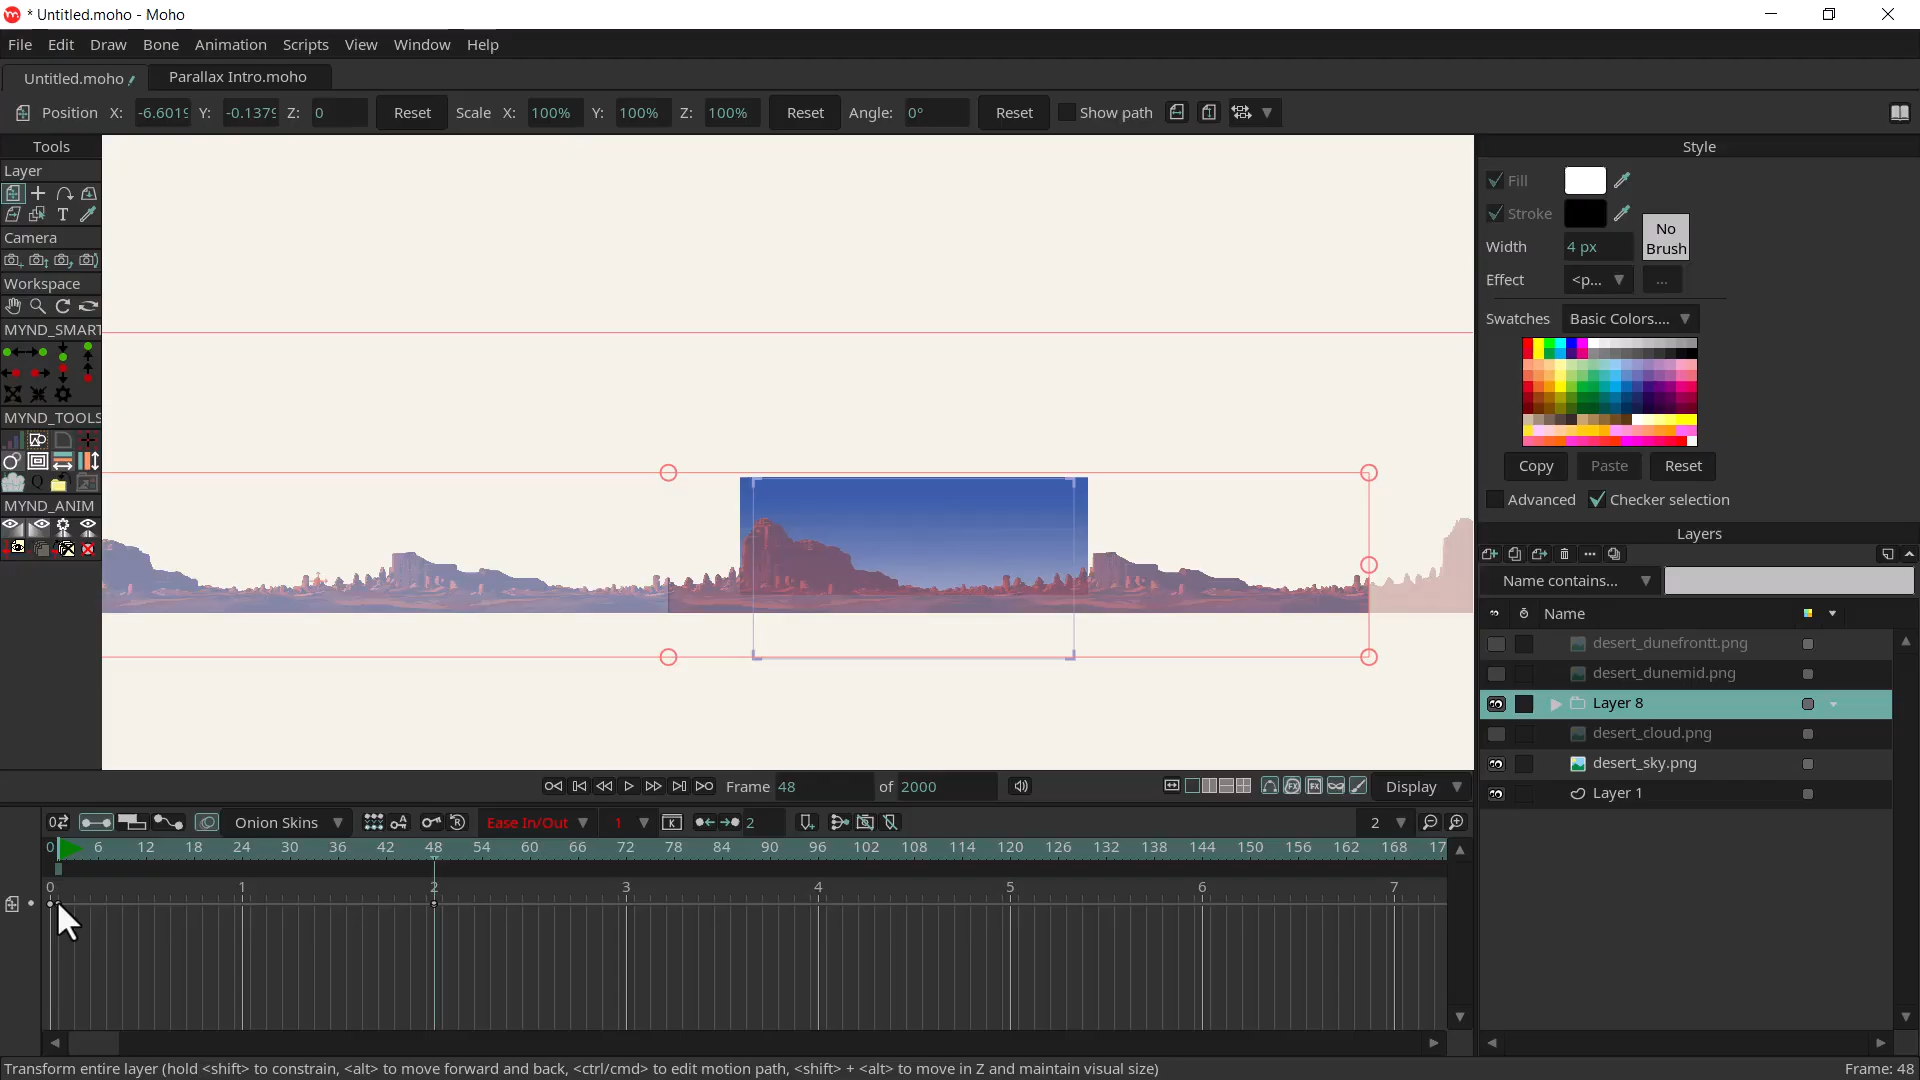 * Untitled.moho - Moho
File Edit Draw Bone Animation Scripts View Window Help
Untitled.moho Parallax Intro.moho
Position X: -6.6019 Y: -0.1379 Z: 0 Reset Scale X: 100% Y: 100% Z: 100% Reset Angle: 0° Reset Show path
Tools
Layer
Camera
Workspace
MYND_SMART
MYND_TOOLS
MYND_ANIM
Style
Fill
Stroke
No Brush
Width 4 px
Effect <p... ...
Swatches Basic Colors....
Copy Paste Reset
Advanced Checker selection
Layers
Name contains...
Name
desert_dunefrontt.png
desert_dunemid.png
Layer 8
desert_cloud.png
desert_sky.png
Layer 1
Frame 48 of 2000 Display
Onion Skins Ease In/Out 1 2 2
0 6 12 18 24 30 36 42 48 54 60 66 72 78 84 90 96 102 108 114 120 126 132 138 144 150 156 162 168 17
0 1 2 3 4 5 6 7
Transform entire layer (hold <shift> to constrain, <alt> to move forward and back, <ctrl/cmd> to edit motion path, <shift> + <alt> to move in Z and maintain visual size) Frame: 48